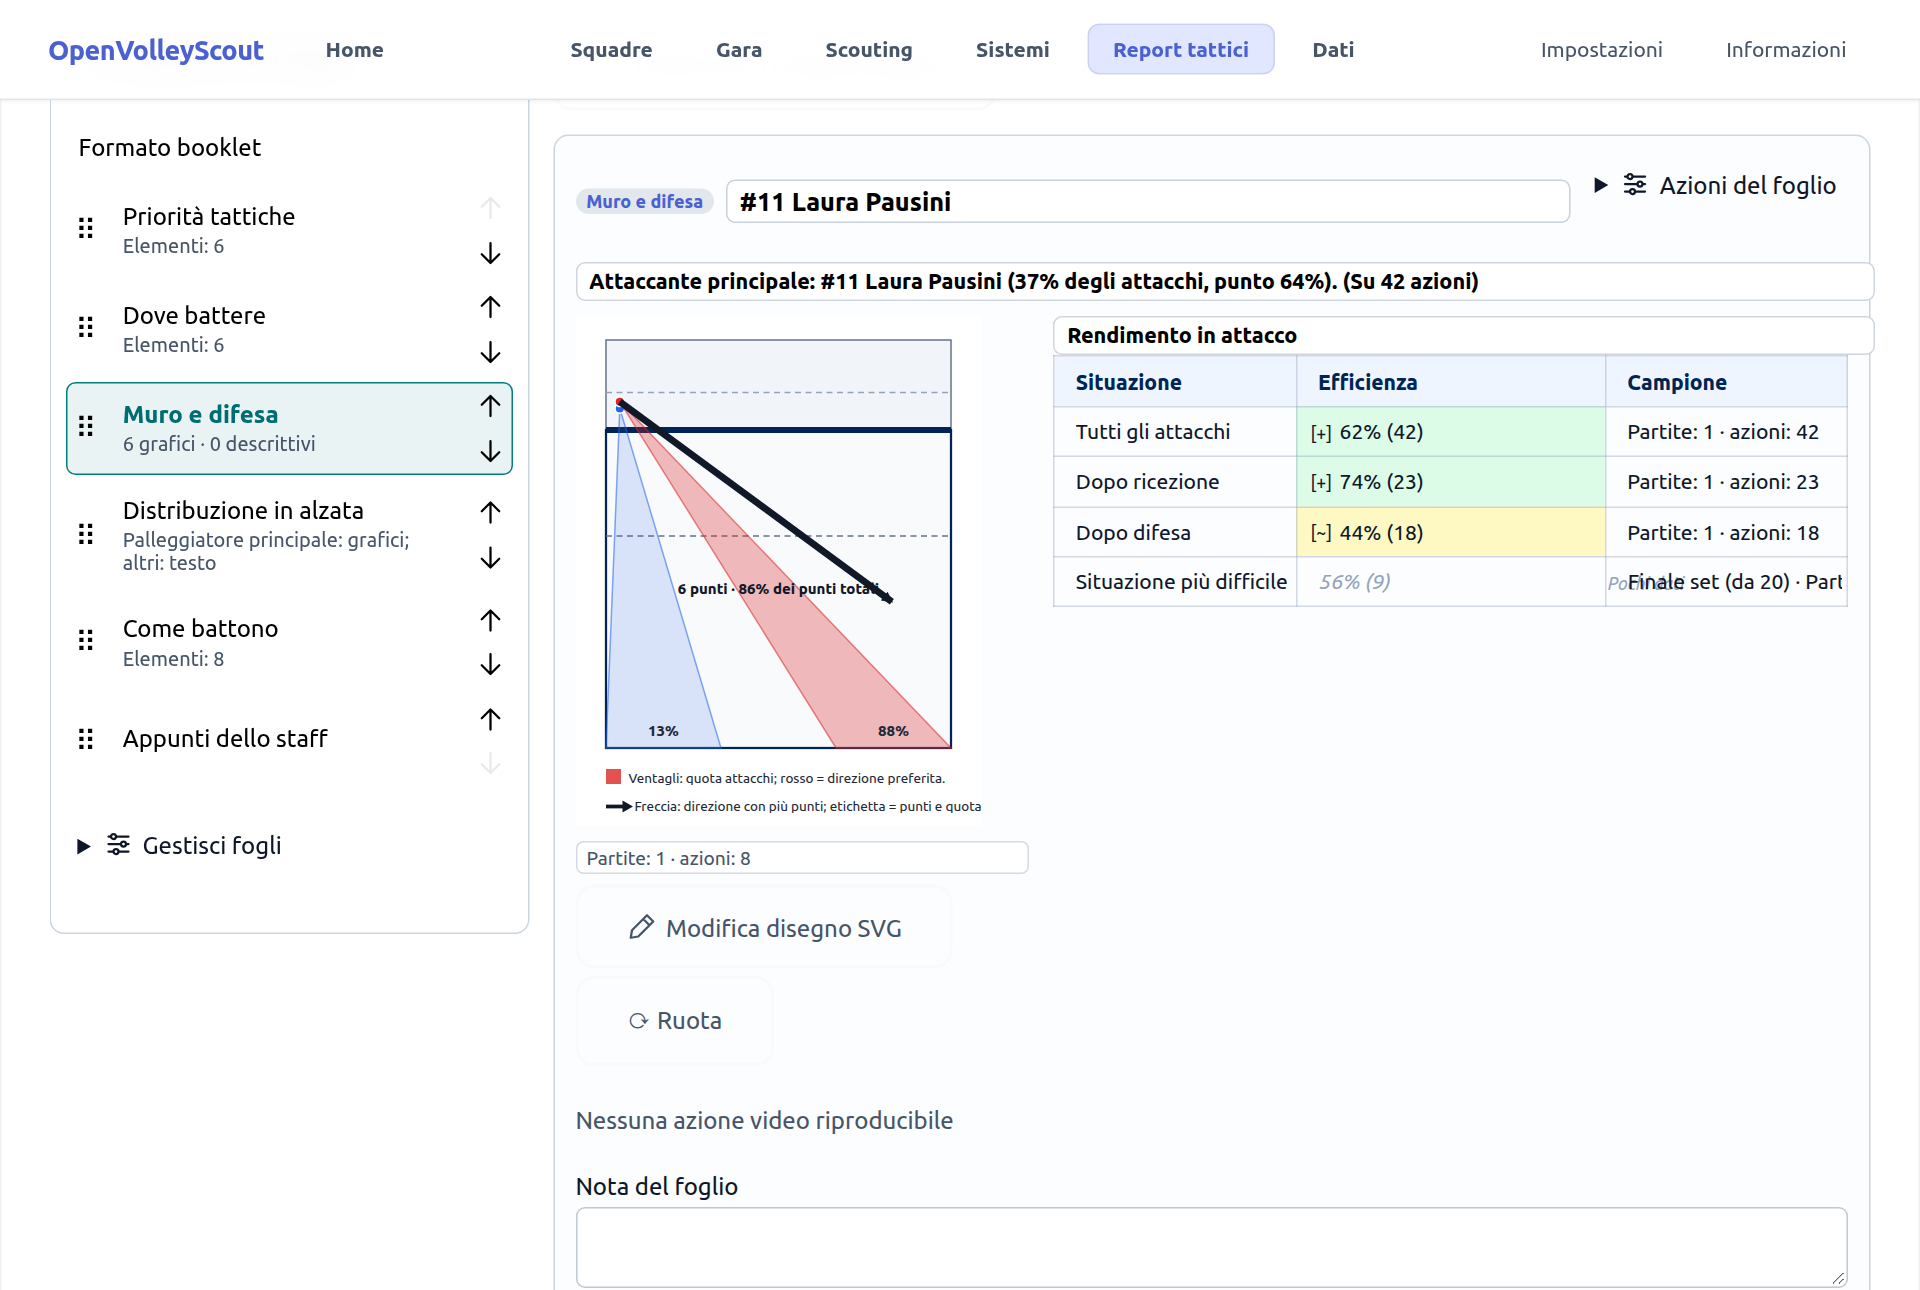 OpenVolleyScout Home Squadre Gara Scouting Sistemi Report tattici Dati Impostazioni Informazioni
Formato booklet
Priorità tattiche
Elementi: 6
Dove battere
Elementi: 6
Muro e difesa
6 grafici · 0 descrittivi
Distribuzione in alzata
Palleggiatore principale: grafici;
altri: testo
Come battono
Elementi: 8
Appunti dello staff
Gestisci fogli
Muro e difesa #11 Laura Pausini Azioni del foglio
Attaccante principale: #11 Laura Pausini (37% degli attacchi, punto 64%). (Su 42 azioni)
6 punti · 86% dei punti totali
13% 88%
Ventagli: quota attacchi; rosso = direzione preferita.
Freccia: direzione con più punti; etichetta = punti e quota
Partite: 1 · azioni: 8
Modifica disegno SVG
Ruota
Rendimento in attacco
Situazione Efficienza Campione
Tutti gli attacchi [+] 62% (42) Partite: 1 · azioni: 42
Dopo ricezione [+] 74% (23) Partite: 1 · azioni: 23
Dopo difesa [~] 44% (18) Partite: 1 · azioni: 18
Situazione più difficile 56% (9) Finale set (da 20) · Part
Nessuna azione video riproducibile
Nota del foglio